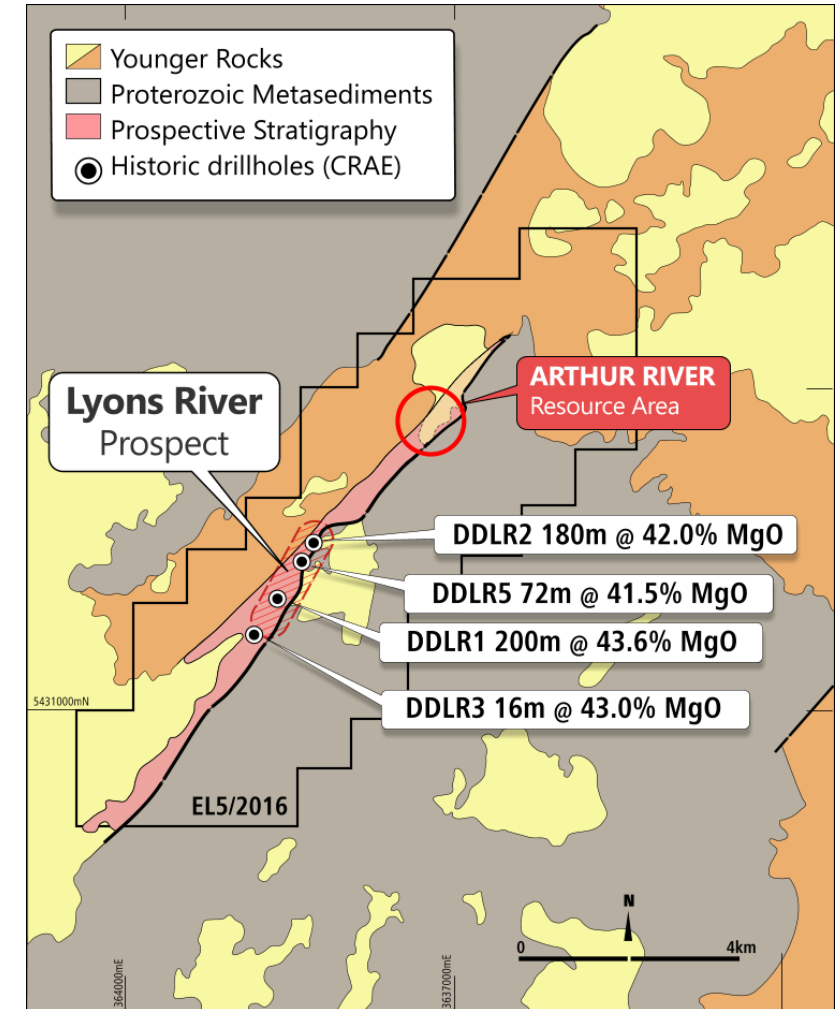 Younger Rocks
Proterozoic Metasediments
Prospective Stratigraphy
Historic drillholes (CRAE)
ARTHUR RIVER
Resource Area
Lyons River
Prospect
DDLR2 180m @ 42.0% MgO
DDLR5 72m @ 41.5% MgO
DDLR1 200m @ 43.6% MgO
DDLR3 16m @ 43.0% MgO
5431000mN
EL5/2016
N
0 4km
364000mE
3637000mE